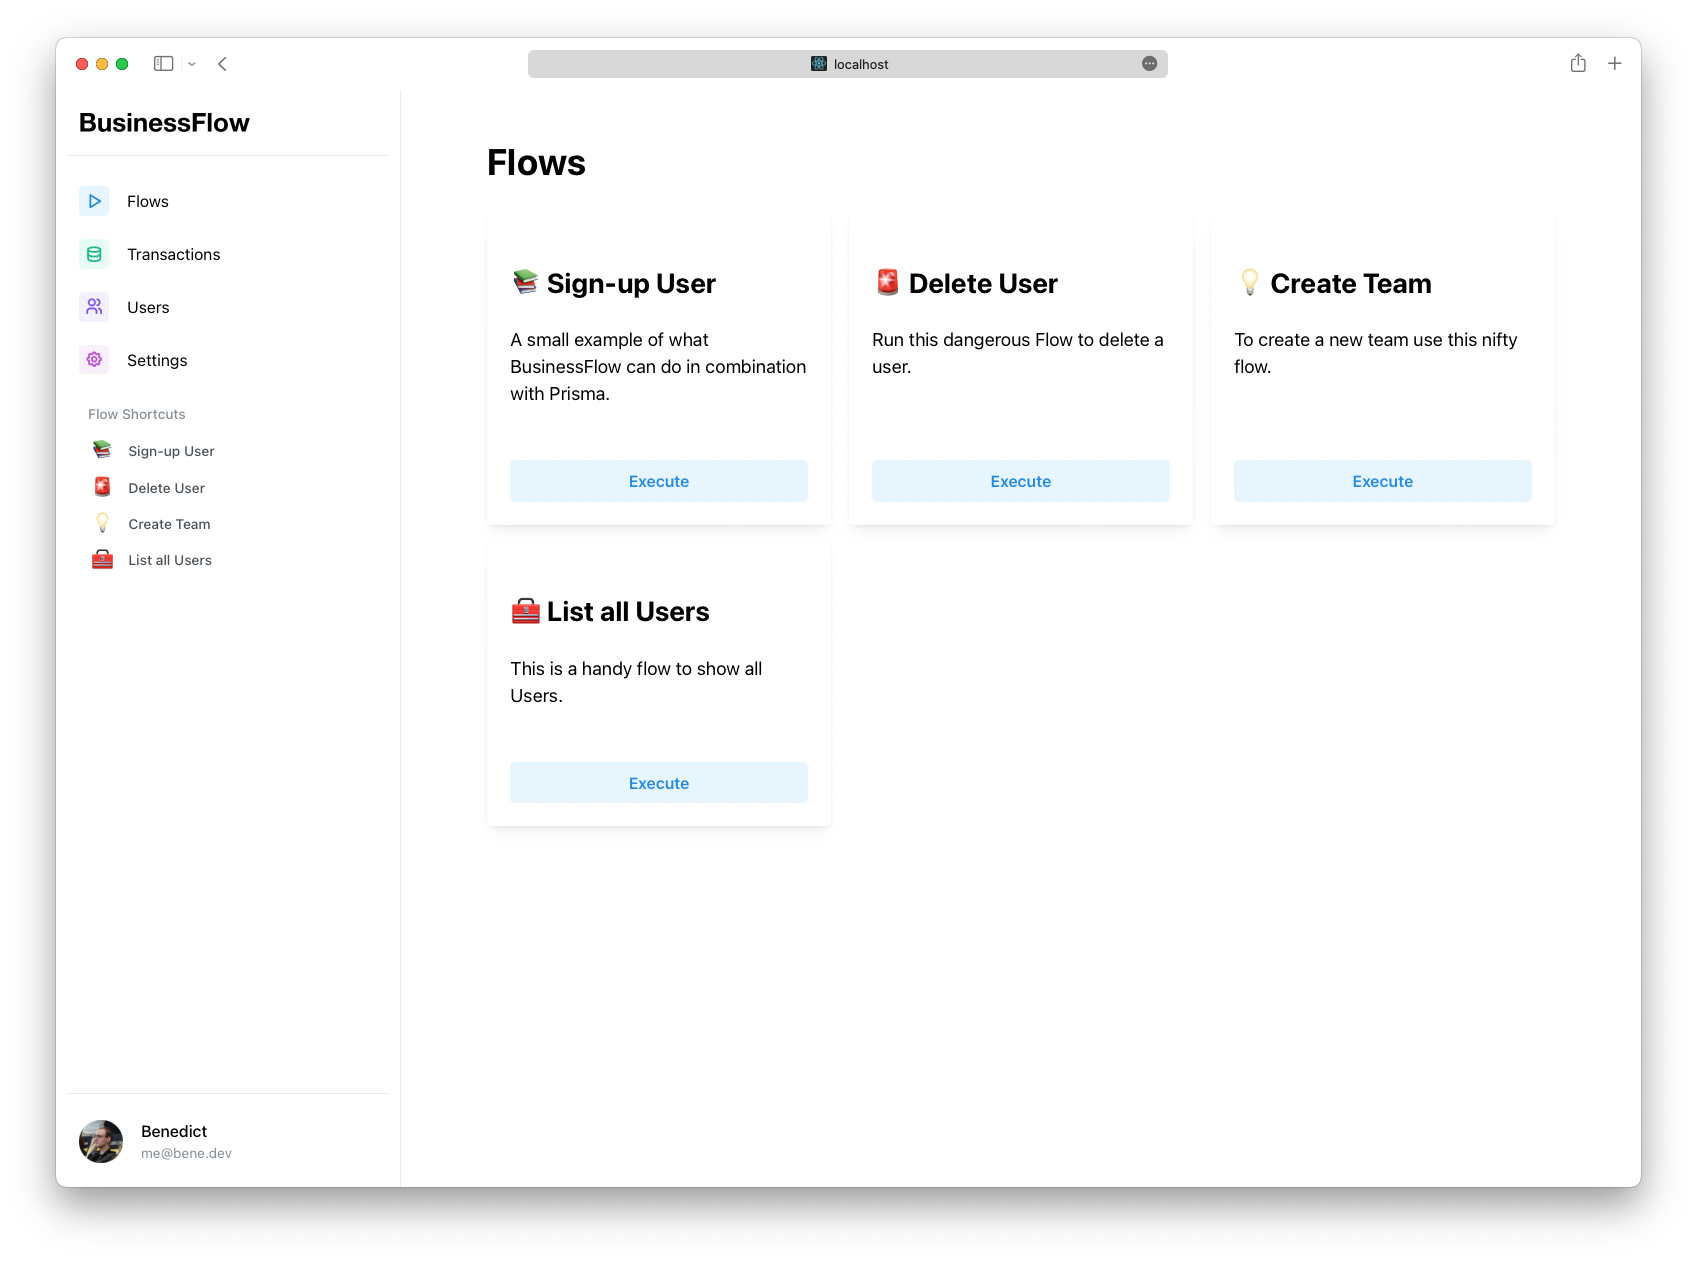 localhost
BusinessFlow
Flows
Transactions
Users
Settings
Flow Shortcuts
Sign-up User
Delete User
Create Team
List all Users
Benedict
me@bene.dev
Flows
Sign-up User
A small example of what
BusinessFlow can do in combination
with Prisma.
Execute
Delete User
Run this dangerous Flow to delete a
user.
Execute
Create Team
To create a new team use this nifty
flow.
Execute
List all Users
This is a handy flow to show all
Users.
Execute